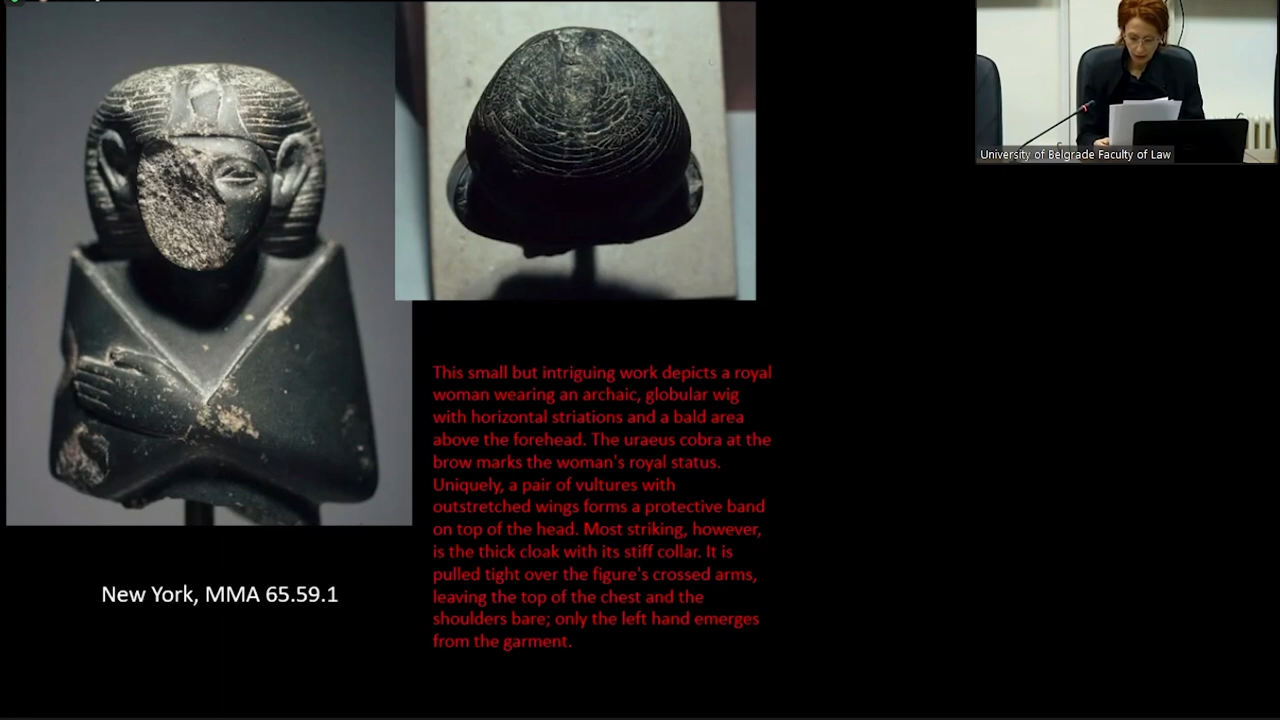 University of Belgrade Faculty of Law
This small but intriguing work depicts a royal
woman wearing an archaic, globular wig
with horizontal striations and a bald area
above the forehead. The uraeus cobra at the
brow marks the woman's royal status.
Uniquely, a pair of vultures with
outstretched wings forms a protective band
on top of the head. Most striking, however,
is the thick cloak with its stiff collar. It is
pulled tight over the figure's crossed arms,
leaving the top of the chest and the
shoulders bare; only the left hand emerges
from the garment.
New York, MMA 65.59.1